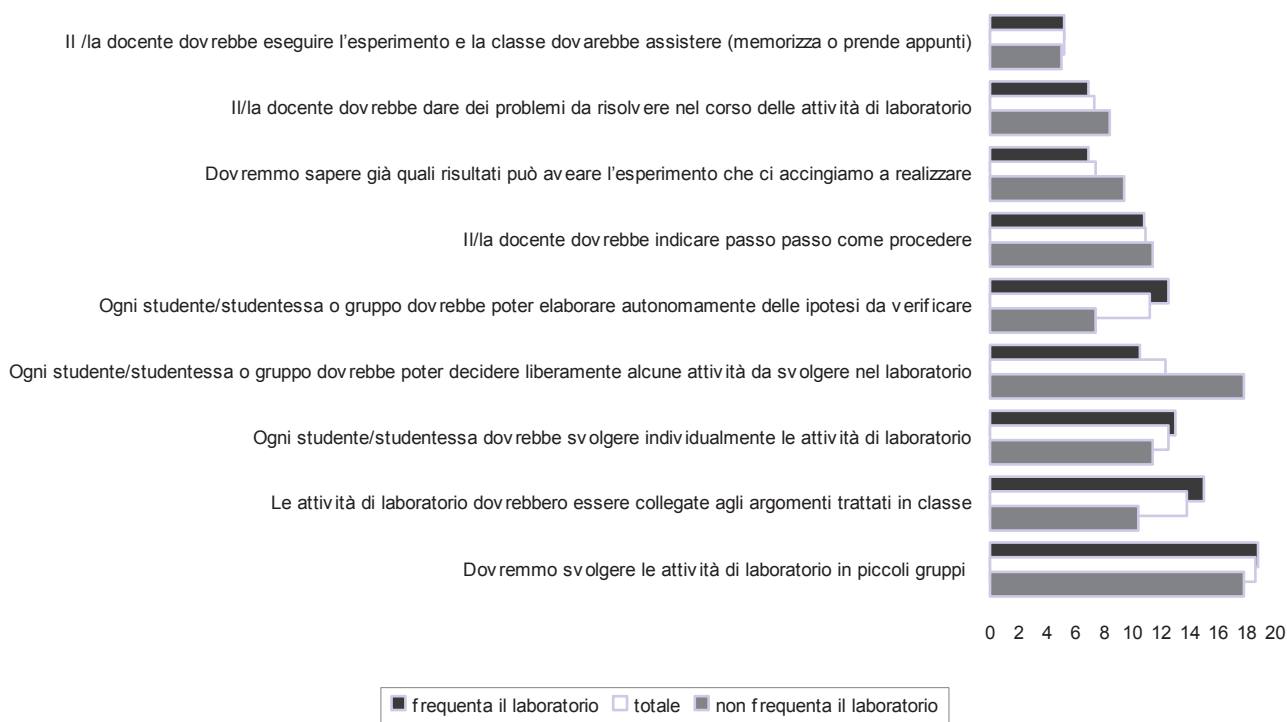 Il /la docente dovrebbe eseguire l'esperimento e la classe dovarebbe assistere (memorizza o prende appunti)
Il/la docente dovrebbe dare dei problemi da risolvere nel corso delle attività di laboratorio
Dovremmo sapere già quali risultati può aveare l'esperimento che ci accingiamo a realizzare
Il/la docente dovrebbe indicare passo passo come procedere
Ogni studente/studentessa o gruppo dovrebbe poter elaborare autonomamente delle ipotesi da verificare
Ogni studente/studentessa o gruppo dovrebbe poter decidere liberamente alcune attività da svolgere nel laboratorio
Ogni studente/studentessa dovrebbe svolgere individualmente le attività di laboratorio
Le attività di laboratorio dovrebbero essere collegate agli argomenti trattati in classe
Dovremmo svolgere le attività di laboratorio in piccoli gruppi
0 2 4 6 8 10 12 14 16 18 20
frequenta il laboratorio totale non frequenta il laboratorio